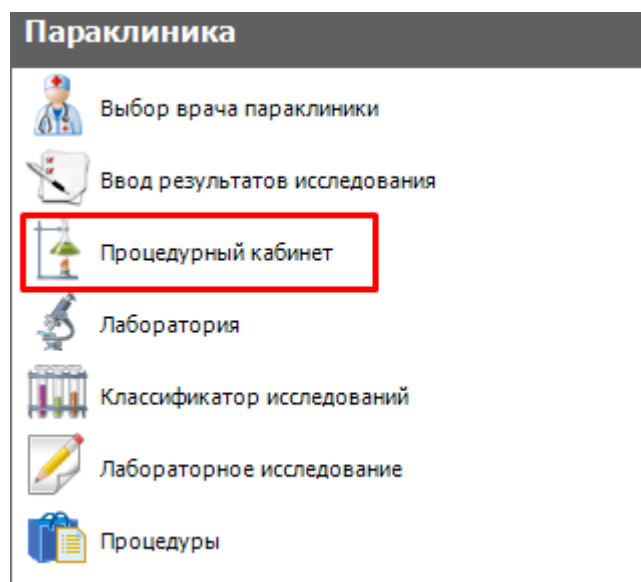 Параклиника
Выбор врача параклиники
Ввод результатов исследования
Процедурный кабинет
Лаборатория
Классификатор исследований
Лабораторное исследование
Процедуры